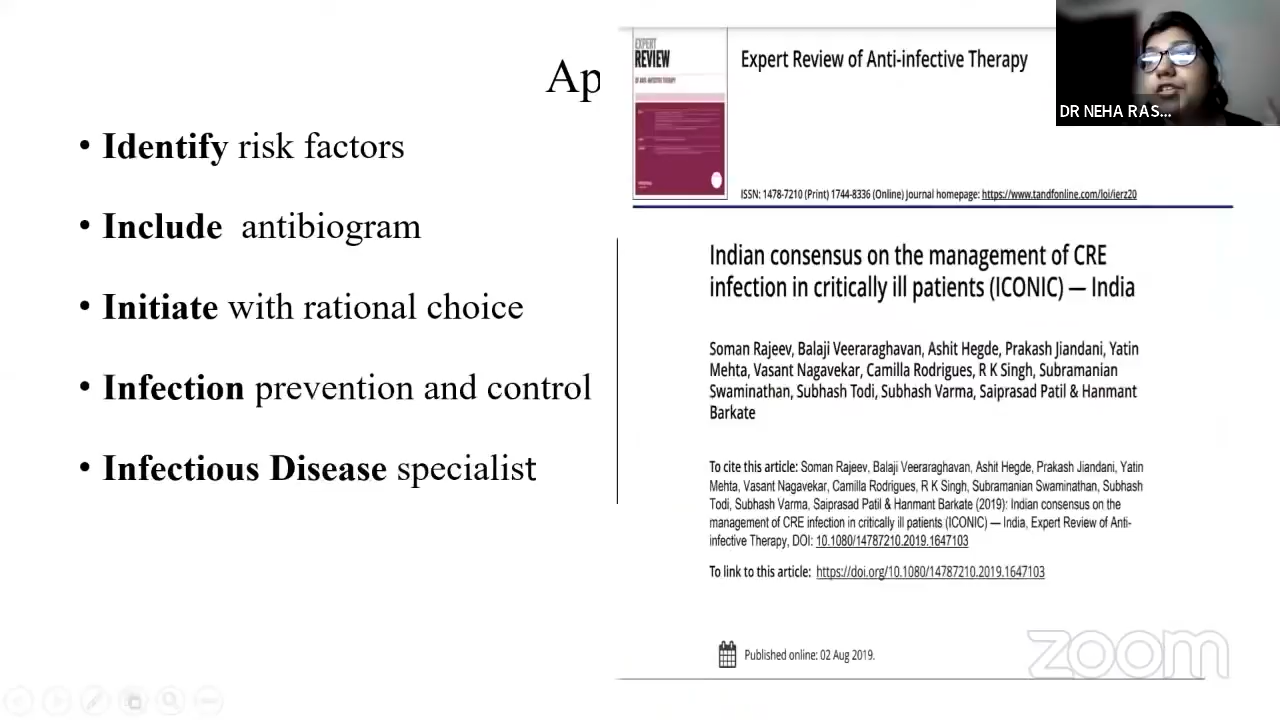 Ap
• Identify risk factors
• Include antibiogram
• Initiate with rational choice
• Infection prevention and control
• Infectious Disease specialist
EXPERT
REVIEW
Expert Review of Anti-infective Therapy
ISSN: 1478-7210 (Print) 1744-8336 (Online) Journal homepage: https://www.tandfonline.com/loi/ierz20
Indian consensus on the management of CRE
infection in critically ill patients (ICONIC) — India
Soman Rajeev, Balaji Veeraraghavan, Ashit Hegde, Prakash Jiandani, Yatin
Mehta, Vasant Nagavekar, Camilla Rodrigues, R K Singh, Subramanian
Swaminathan, Subhash Todi, Subhash Varma, Saiprasad Patil & Hanmant
Barkate
To cite this article: Soman Rajeev, Balaji Veeraraghavan, Ashit Hegde, Prakash Jiandani, Yatin
Mehta, Vasant Nagavekar, Camilla Rodrigues, R K Singh, Subramanian Swaminathan, Subhash
Todi, Subhash Varma, Saiprasad Patil & Hanmant Barkate (2019): Indian consensus on the
management of CRE infection in critically ill patients (ICONIC) — India, Expert Review of Anti-
infective Therapy, DOI: 10.1080/14787210.2019.1647103
To link to this article: https://doi.org/10.1080/14787210.2019.1647103
Published online: 02 Aug 2019.
DR NEHA RAS...
zoom